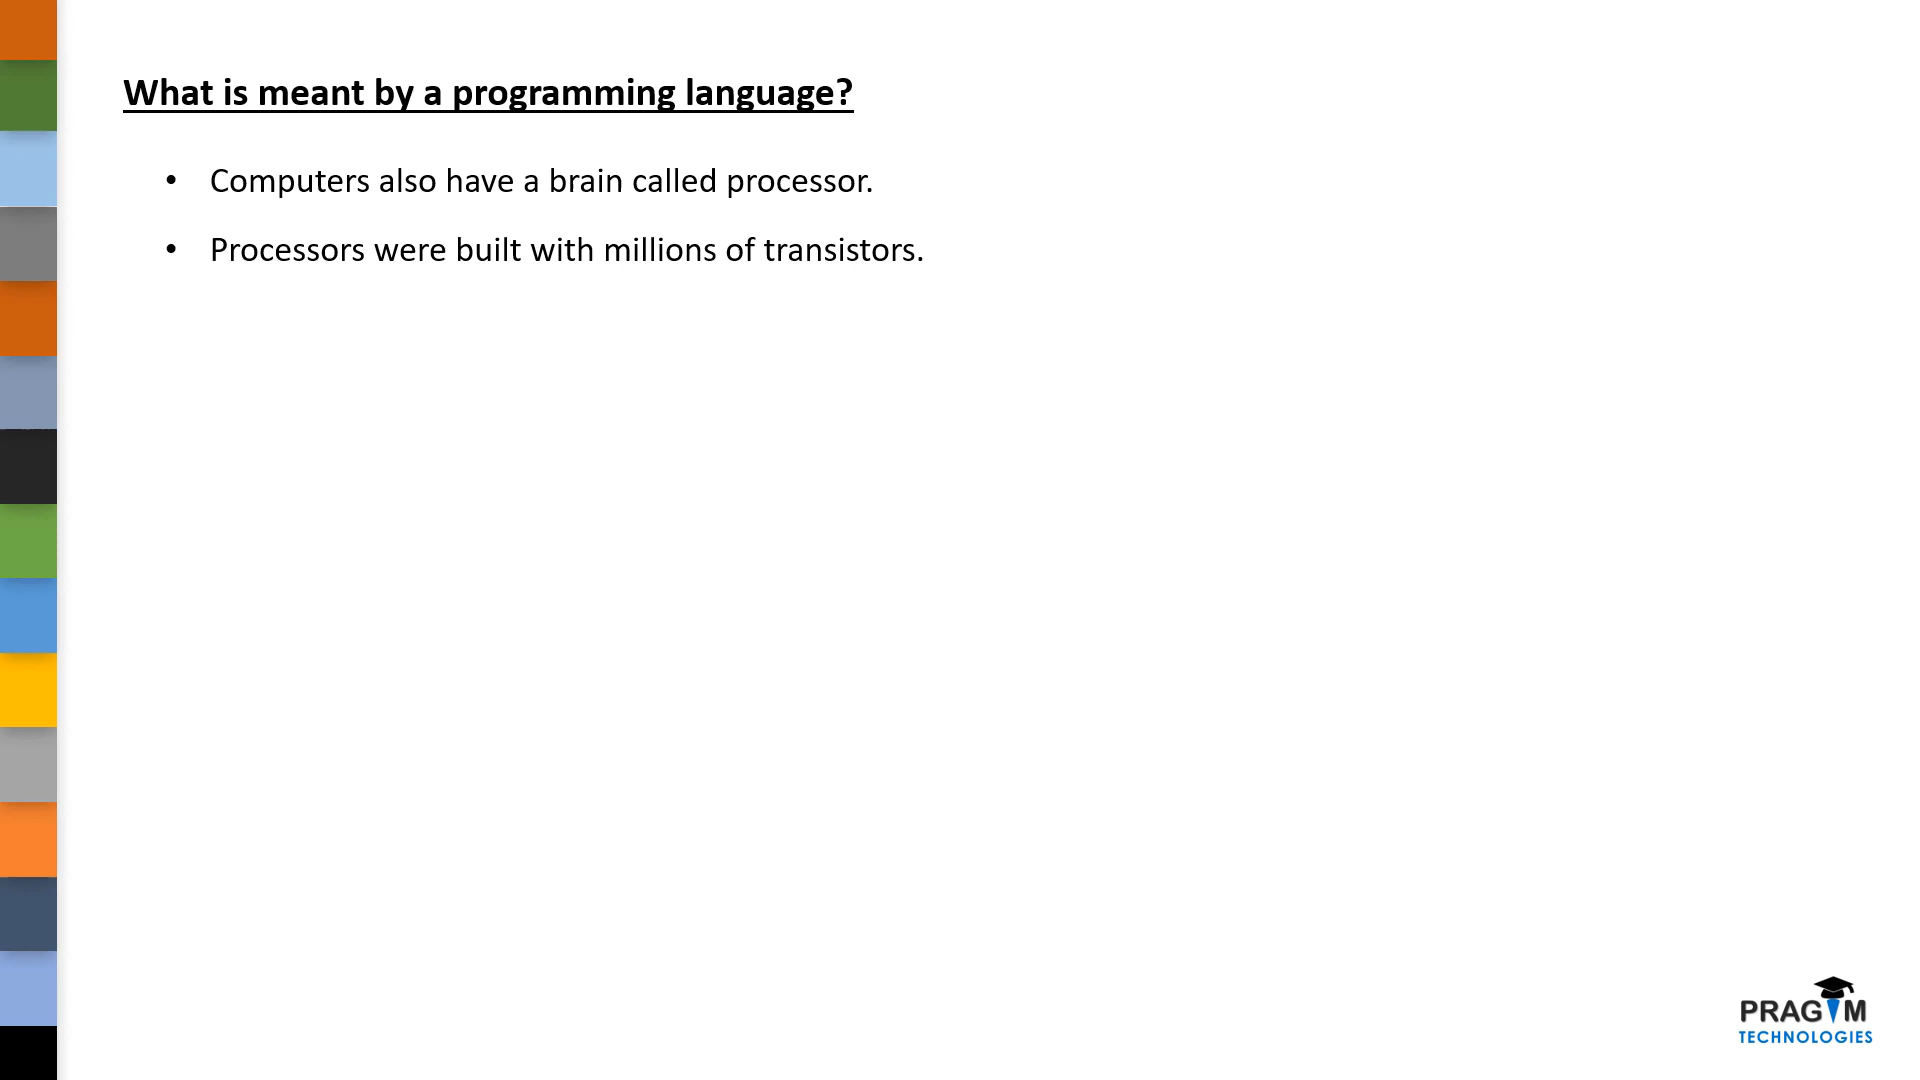 What is meant by a programming language?
• Computers also have a brain called processor.
• Processors were built with millions of transistors.
PRAGIM
TECHNOLOGIES